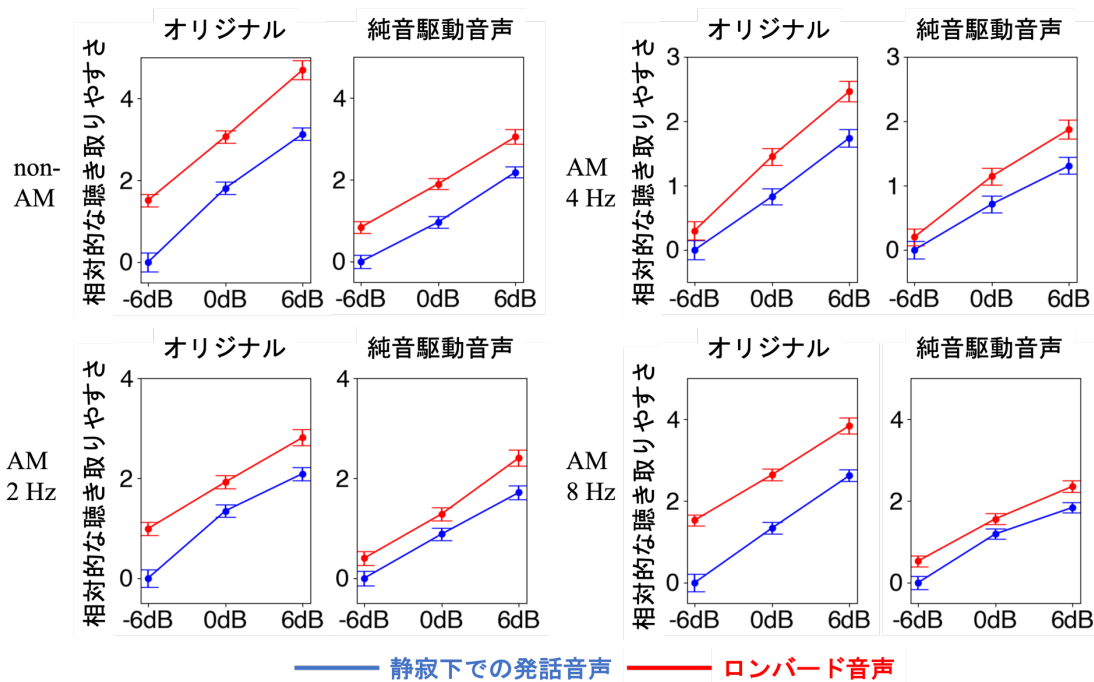 オリジナル 純音駆動音声
non-
AM
相対的な聴き取りやすさ
4
2
0
-6dB 0dB 6dB
4
2
0
-6dB 0dB 6dB
オリジナル 純音駆動音声
AM
4 Hz
相対的な聴き取りやすさ
3
2
1
0
-6dB 0dB 6dB
3
2
1
0
-6dB 0dB 6dB
オリジナル 純音駆動音声
AM
2 Hz
相対的な聴き取りやすさ
4
2
0
-6dB 0dB 6dB
4
2
0
-6dB 0dB 6dB
オリジナル 純音駆動音声
AM
8 Hz
相対的な聴き取りやすさ
4
2
0
-6dB 0dB 6dB
4
2
0
-6dB 0dB 6dB
静寂下での発話音声 ロンバード音声